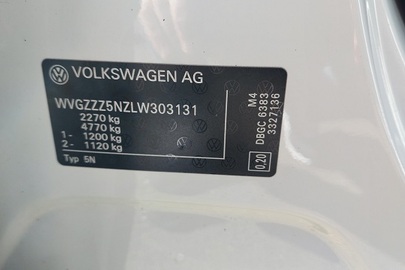 VOLKSWAGEN AG
WVGZZZ5NZLW303131
2270 kg
4770 kg
1- 1200 kg
2- 1120 kg
Typ 5N
M4
DBGC 6383
3327136
0,20